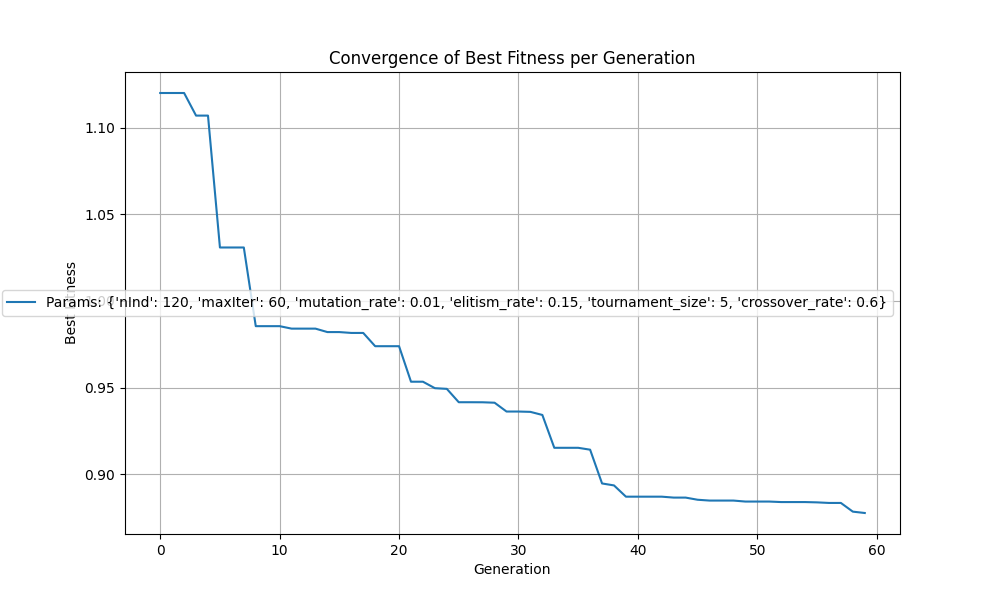 Convergence of Best Fitness per Generation
1.10
1.05
Params: {'nInd': 120, 'maxIter': 60, 'mutation_rate': 0.01, 'elitism_rate': 0.15, 'tournament_size': 5, 'crossover_rate': 0.6}
0.95
0.90
Best Fitness
0 10 20 30 40 50 60
Generation